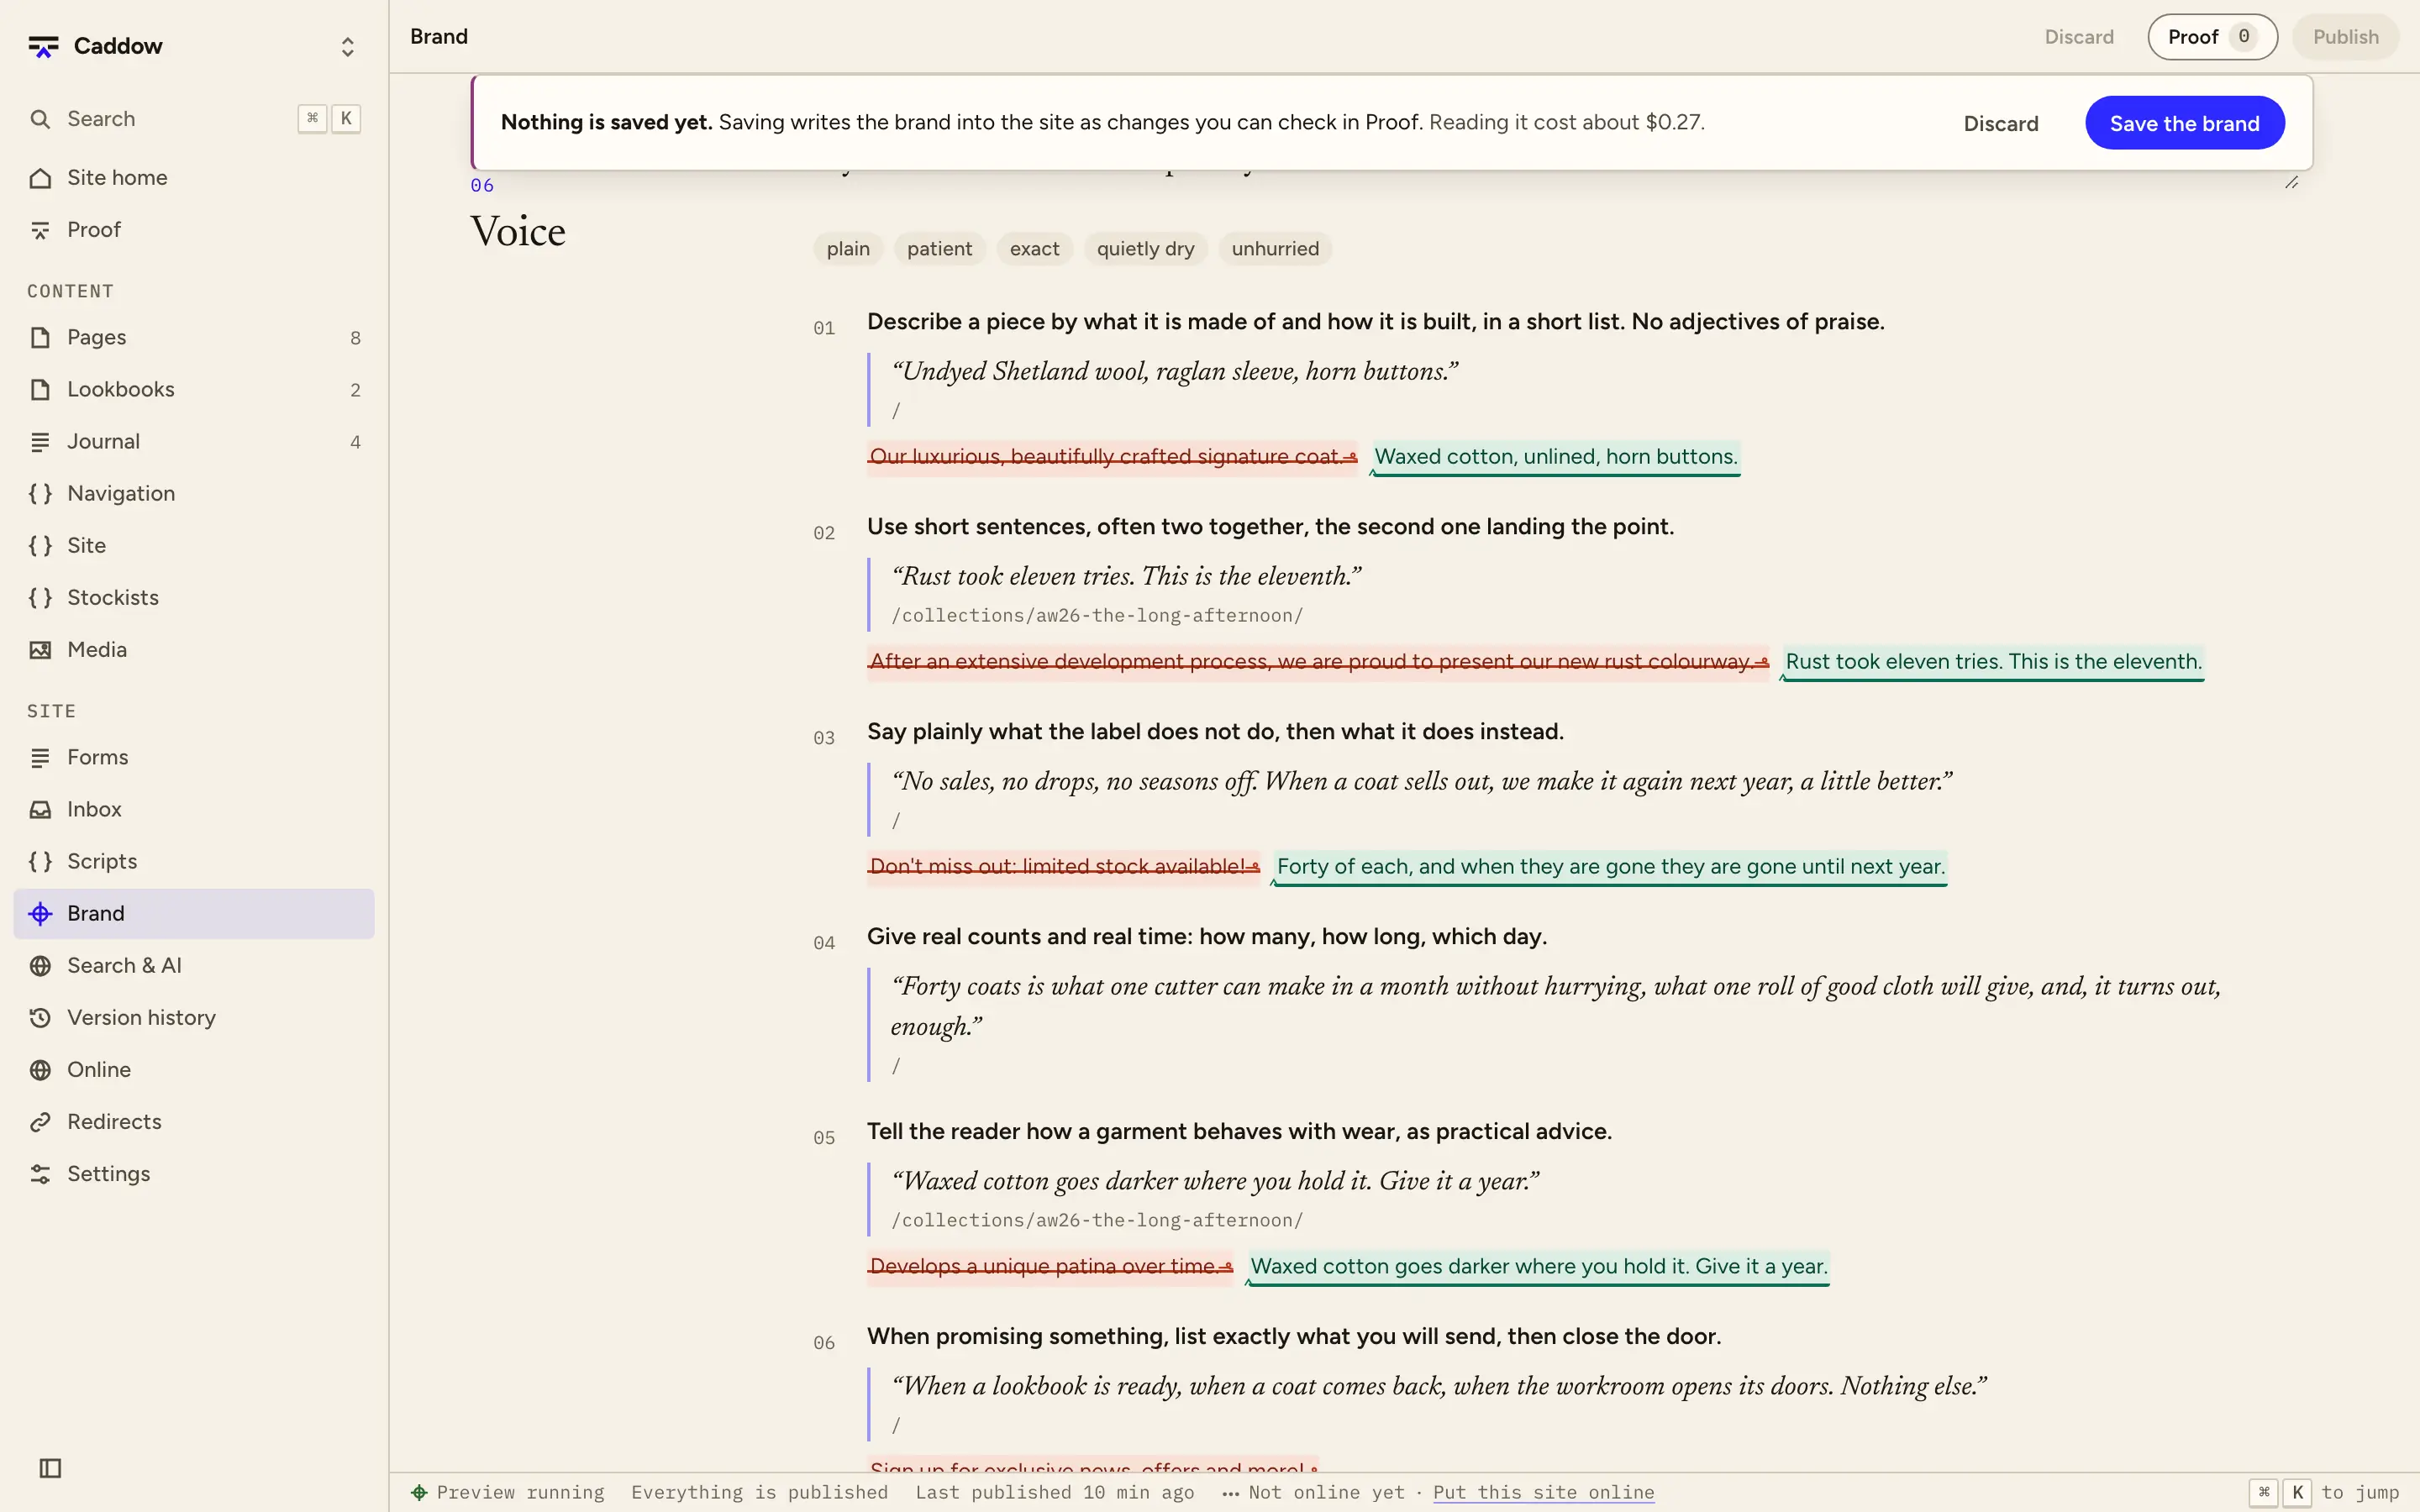 Caddow
Search ⌘ K
Site home
Proof
CONTENT
Pages 8
Lookbooks 2
Journal 4
Navigation
Site
Stockists
Media
SITE
Forms
Inbox
Scripts
Brand
Search & AI
Version history
Online
Redirects
Settings
Brand
Discard
Proof 0
Publish
Nothing is saved yet. Saving writes the brand into the site as changes you can check in Proof. Reading it cost about $0.27.
Discard
Save the brand
06
Voice
plain
patient
exact
quietly dry
unhurried
01 Describe a piece by what it is made of and how it is built, in a short list. No adjectives of praise.
“Undyed Shetland wool, raglan sleeve, horn buttons.”
/
Our luxurious, beautifully crafted signature coat. Waxed cotton, unlined, horn buttons.
02 Use short sentences, often two together, the second one landing the point.
“Rust took eleven tries. This is the eleventh.”
/collections/aw26-the-long-afternoon/
After an extensive development process, we are proud to present our new rust colourway. Rust took eleven tries. This is the eleventh.
03 Say plainly what the label does not do, then what it does instead.
“No sales, no drops, no seasons off. When a coat sells out, we make it again next year, a little better.”
/
Don't miss out: limited stock available! Forty of each, and when they are gone they are gone until next year.
04 Give real counts and real time: how many, how long, which day.
“Forty coats is what one cutter can make in a month without hurrying, what one roll of good cloth will give, and, it turns out,
enough.”
/
05 Tell the reader how a garment behaves with wear, as practical advice.
“Waxed cotton goes darker where you hold it. Give it a year.”
/collections/aw26-the-long-afternoon/
Develops a unique patina over time. Waxed cotton goes darker where you hold it. Give it a year.
06 When promising something, list exactly what you will send, then close the door.
“When a lookbook is ready, when a coat comes back, when the workroom opens its doors. Nothing else.”
/
Sign up for exclusive news, offers and more!
Preview running Everything is published Last published 10 min ago ··· Not online yet · Put this site online
⌘ K to jump